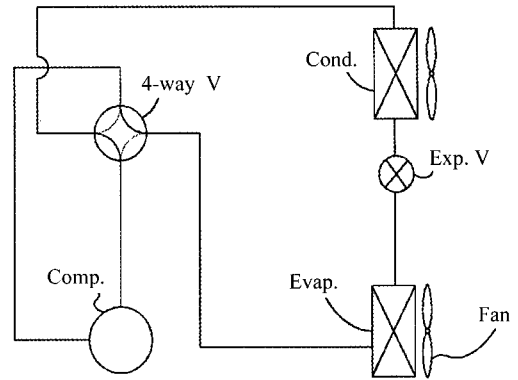 Cond.
4-way V
Exp. V
Comp.
Evap.
Fan